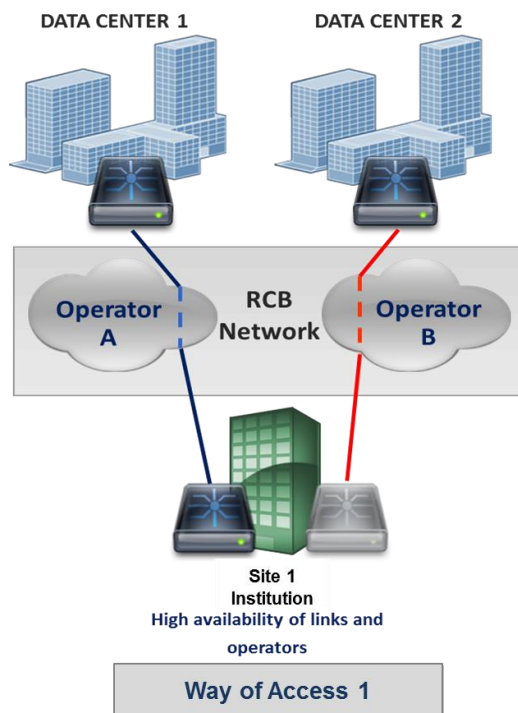 DATA CENTER 1
DATA CENTER 2
Operator
A
RCB
Network
Operator
B
Site 1
Institution
High availability of links and
operators
Way of Access 1